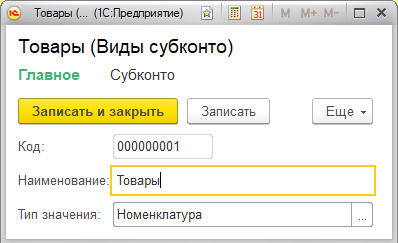 Товары (... (1С:Предприятие)
31
M M+ M-
Товары (Виды субконто)
Главное Субконто
Записать и закрыть Записать Еще
Код: 000000001
Наименование: Товары
Тип значения: Номенклатура ...